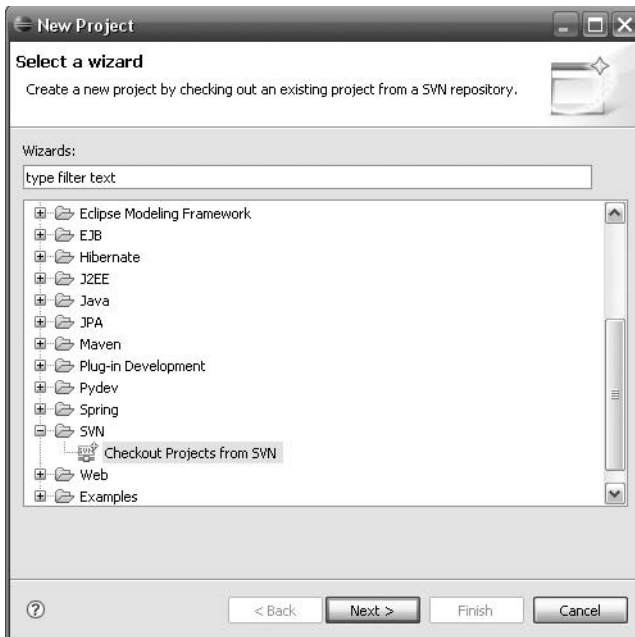 New Project
Select a wizard
Create a new project by checking out an existing project from a SVN repository.
Wizards:
type filter text
Eclipse Modeling Framework
EJB
Hibernate
J2EE
Java
JPA
Maven
Plug-in Development
Pydev
Spring
SVN
Checkout Projects from SVN
Web
Examples
< Back Next > Finish Cancel